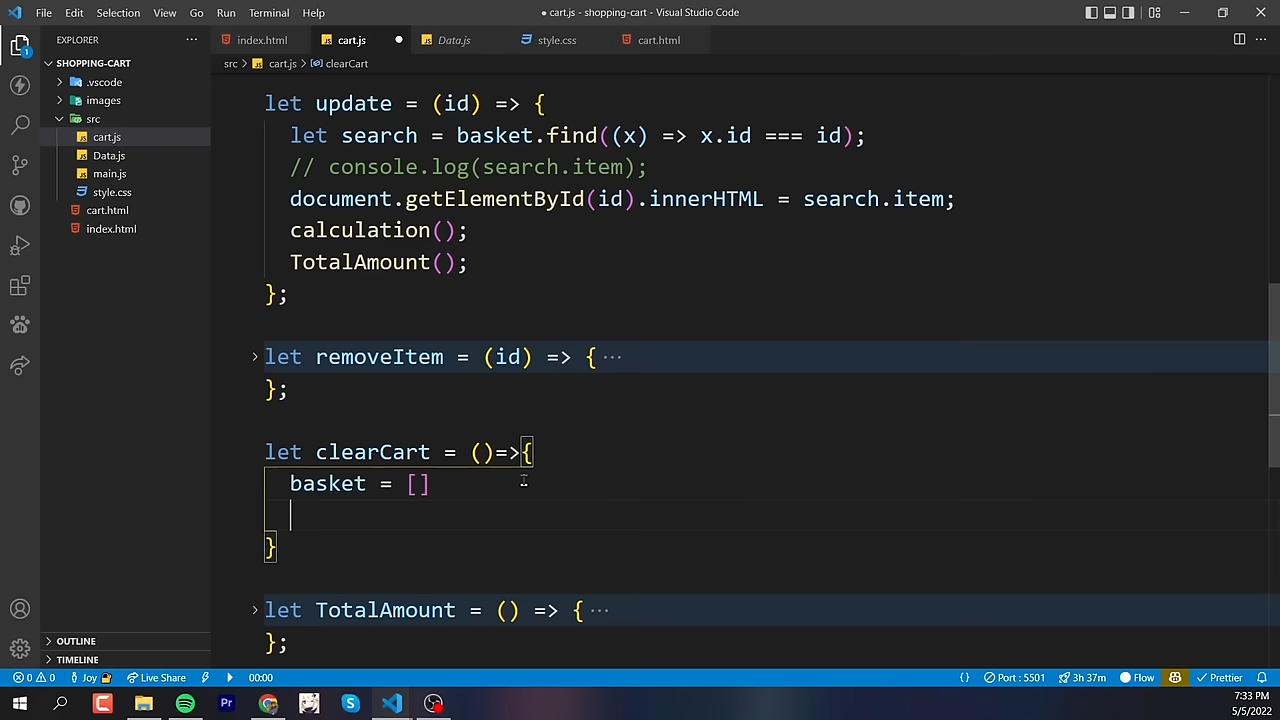 File Edit Selection View Go Run Terminal Help
● cart.js - shopping-cart - Visual Studio Code
EXPLORER
index.html
cart.js
Data.js
style.css
cart.html
1
SHOPPING-CART
.vscode
images
src
cart.js
Data.js
main.js
style.css
cart.html
index.html
OUTLINE
TIMELINE
src > cart.js > clearCart
let update = (id) => {
let search = basket.find((x) => x.id === id);
// console.log(search.item);
document.getElementById(id).innerHTML = search.item;
calculation();
TotalAmount();
};
let removeItem = (id) => {···
};
let clearCart = ()=>{
basket = []
}
let TotalAmount = () => {···
};
0 0 Joy Live Share 00:00
{} Port : 5501 3h 37m Flow Prettier
Pr
7:33 PM
5/5/2022